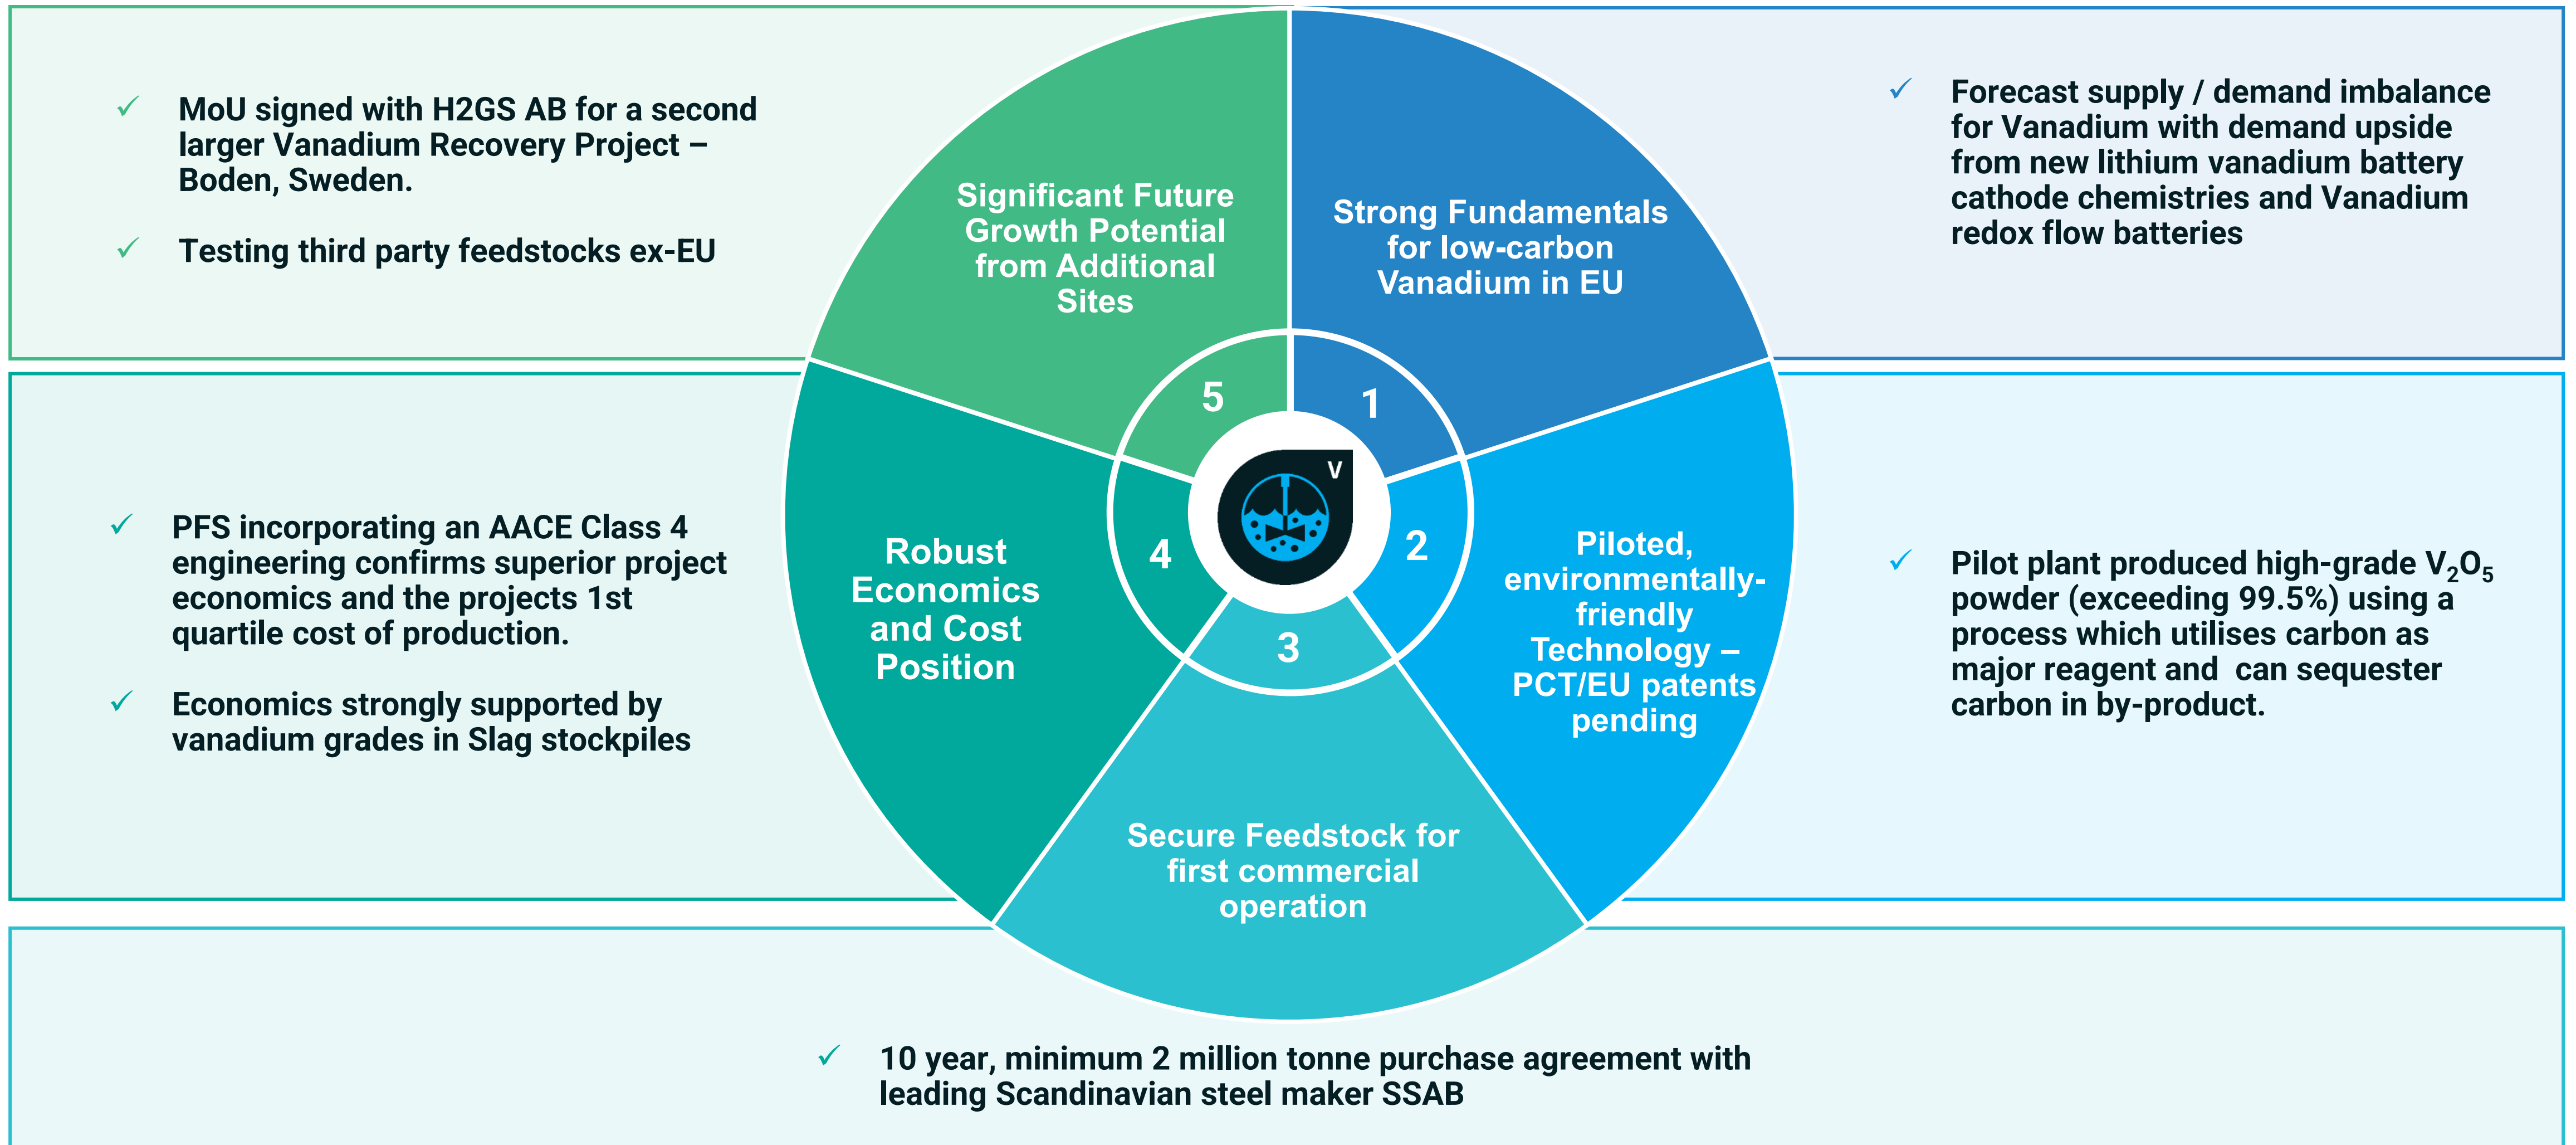 MoU signed with H2GS AB for a second
larger Vanadium Recovery Project –
Boden, Sweden.
Testing third party feedstocks ex-EU
Significant Future
Growth Potential
from Additional
Sites
5
Strong Fundamentals
for low-carbon
Vanadium in EU
1
Forecast supply / demand imbalance
for Vanadium with demand upside
from new lithium vanadium battery
cathode chemistries and Vanadium
redox flow batteries
V
PFS incorporating an AACE Class 4
engineering confirms superior project
economics and the projects 1st
quartile cost of production.
Economics strongly supported by
vanadium grades in Slag stockpiles
Robust
Economics
and Cost
Position
4
2
Piloted,
environmentally-
friendly
Technology –
PCT/EU patents
pending
Pilot plant produced high-grade V₂O₅
powder (exceeding 99.5%) using a
process which utilises carbon as
major reagent and  can sequester
carbon in by-product.
3
Secure Feedstock for
first commercial
operation
10 year, minimum 2 million tonne purchase agreement with
leading Scandinavian steel maker SSAB